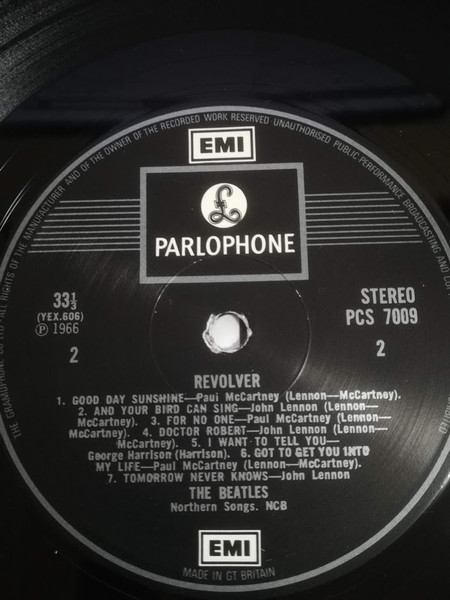 THE GRAMOPHONE CO LTD · ALL RIGHTS OF THE MANUFACTURER AND OF THE OWNER OF THE RECORDED WORK RESERVED UNAUTHORISED PUBLIC PERFORMANCE BROADCASTING AND
EMI
£
PARLOPHONE
33⅓
(YEX.606)
Ⓟ 1966
2
STEREO
PCS 7009
2
REVOLVER
1. GOOD DAY SUNSHINE—Paul McCartney (Lennon—McCartney).
2. AND YOUR BIRD CAN SING—John Lennon (Lennon—
McCartney). 3. FOR NO ONE—Paul McCartney (Lennon—
McCartney). 4. DOCTOR ROBERT—John Lennon (Lennon—
McCartney). 5. I WANT TO TELL YOU—
George Harrison (Harrison). 6. GOT TO GET YOU INTO
MY LIFE—Paul McCartney (Lennon—McCartney).
7. TOMORROW NEVER KNOWS—John Lennon
THE BEATLES
Northern Songs. NCB
EMI
MADE IN GT BRITAIN